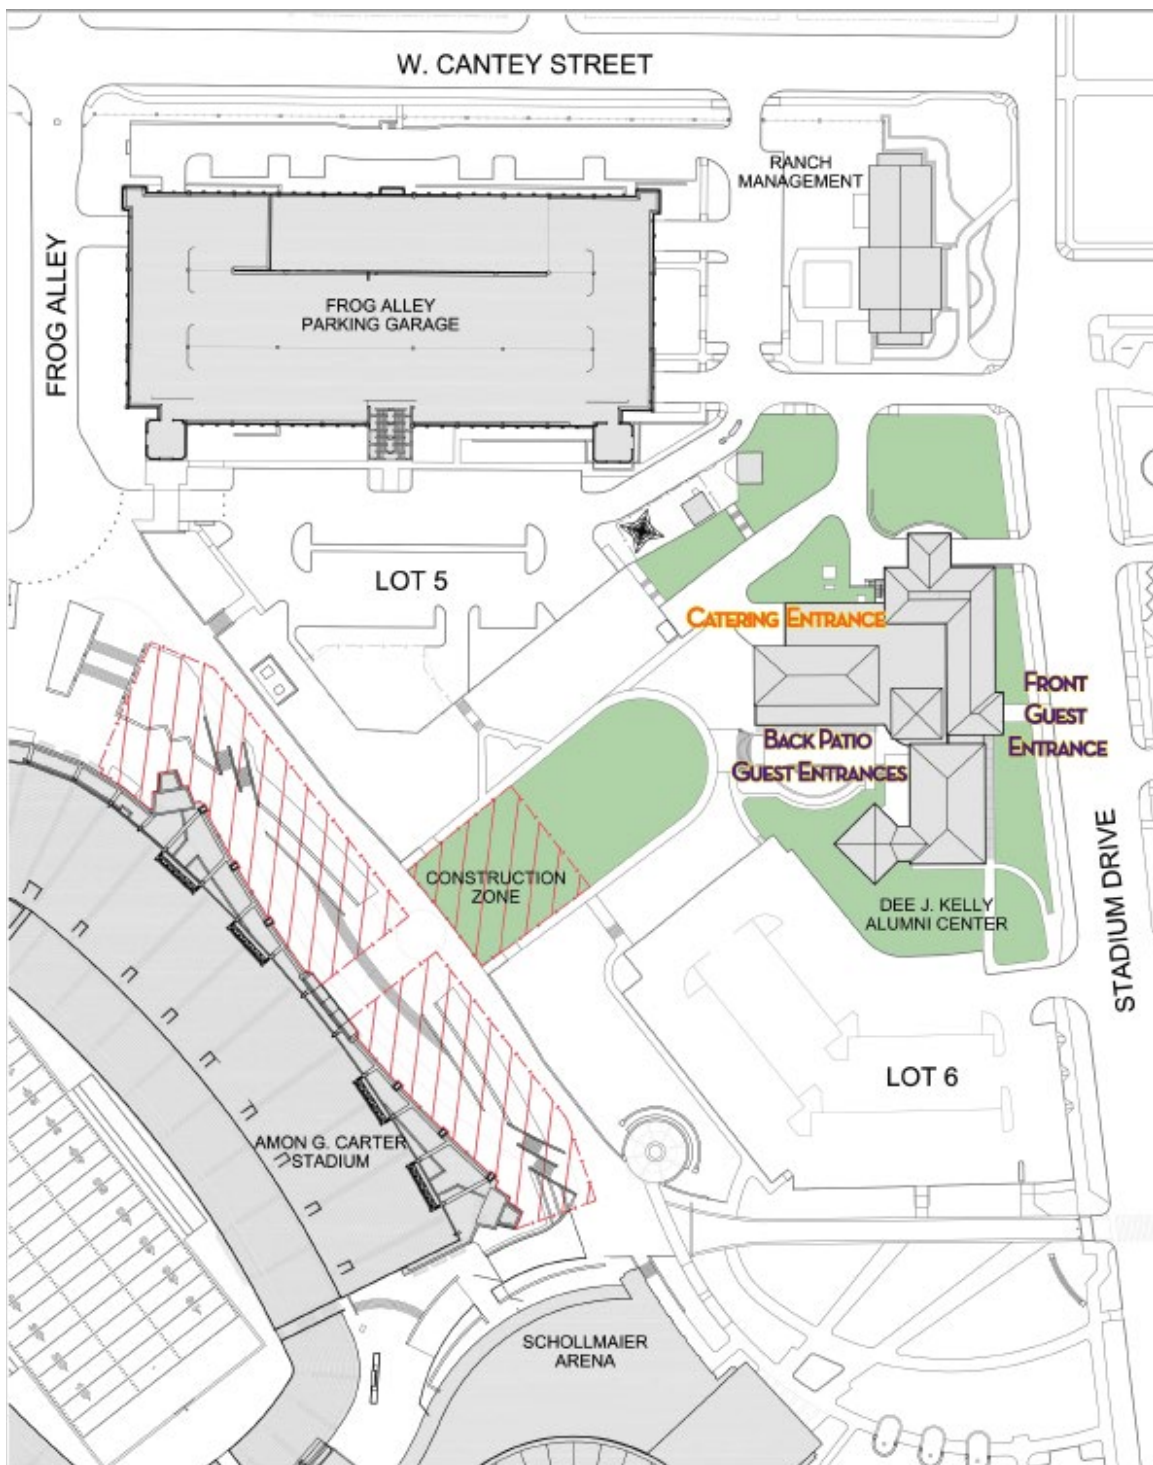 W. CANTEY STREET
RANCH
MANAGEMENT
FROG ALLEY
FROG ALLEY
PARKING GARAGE
LOT 5
CATERING ENTRANCE
FRONT
GUEST
ENTRANCE
BACK PATIO
GUEST ENTRANCES
CONSTRUCTION
ZONE
DEE J. KELLY
ALUMNI CENTER
STADIUM DRIVE
LOT 6
AMON G. CARTER
STADIUM
SCHOLLMAIER
ARENA